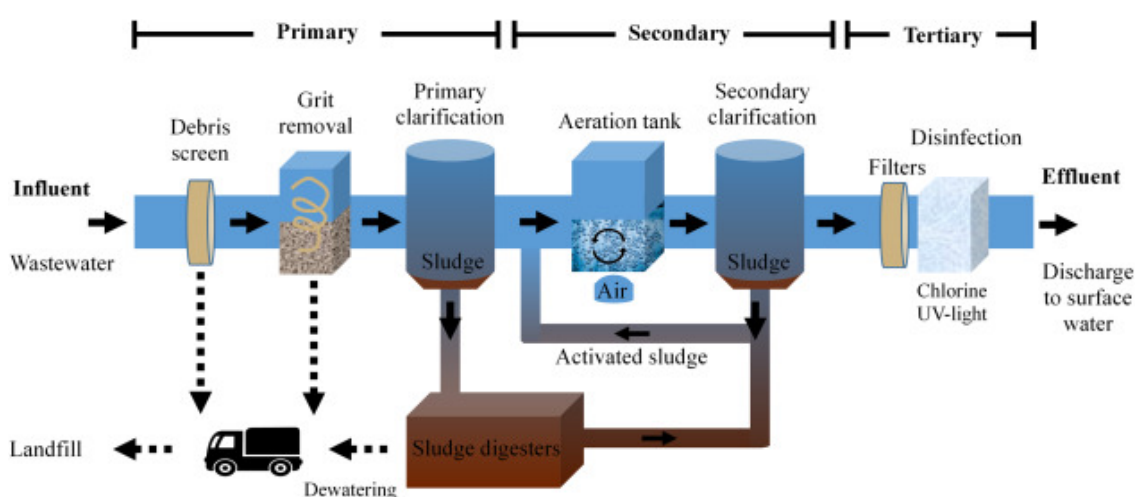 Primary
Secondary
Tertiary
Debris
screen
Grit
removal
Primary
clarification
Aeration tank
Secondary
clarification
Filters
Disinfection
Influent
Wastewater
Effluent
Discharge
to surface
water
Sludge
Air
Sludge
Chlorine
UV-light
Activated sludge
Sludge digesters
Landfill
Dewatering